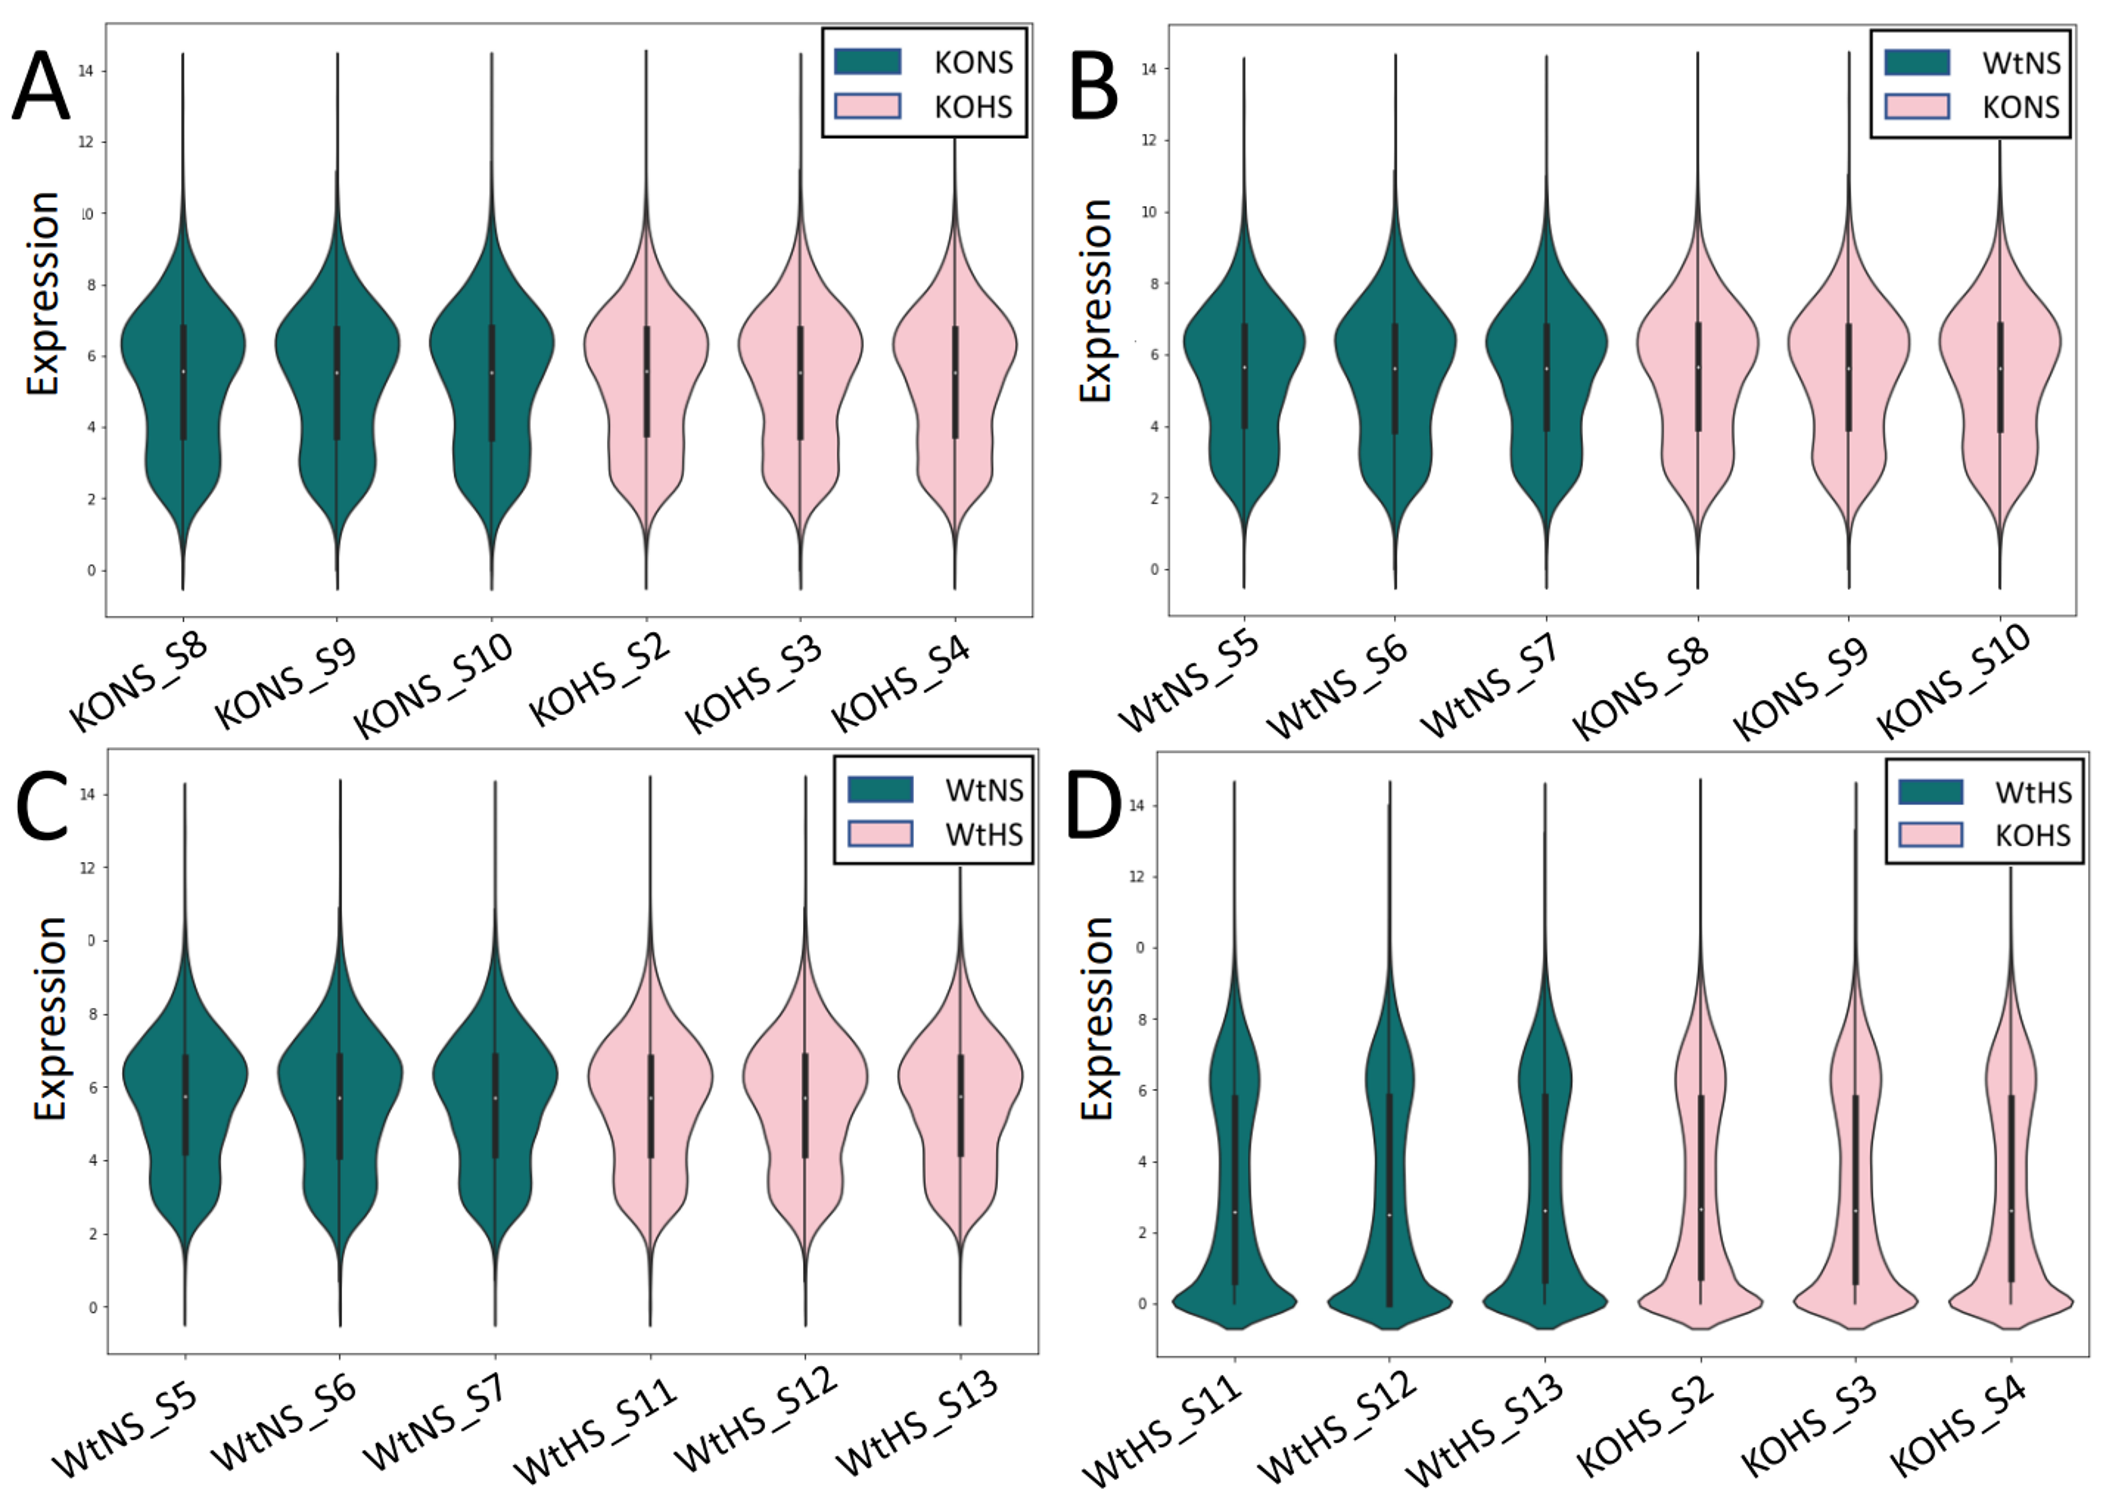 A
KONS
KOHS
Expression
14
12
10
8
6
4
2
0
KONS_S8
KONS_S9
KONS_S10
KOHS_S2
KOHS_S3
KOHS_S4
B
WtNS
KONS
Expression
14
12
10
8
6
4
2
0
WtNS_S5
WtNS_S6
WtNS_S7
KONS_S8
KONS_S9
KONS_S10
C
WtNS
WtHS
Expression
14
12
0
8
6
4
2
0
WtNS_S5
WtNS_S6
WtNS_S7
WtHS_S11
WtHS_S12
WtHS_S13
D
WtHS
KOHS
Expression
14
12
0
8
6
4
2
0
WtHS_S11
WtHS_S12
WtHS_S13
KOHS_S2
KOHS_S3
KOHS_S4